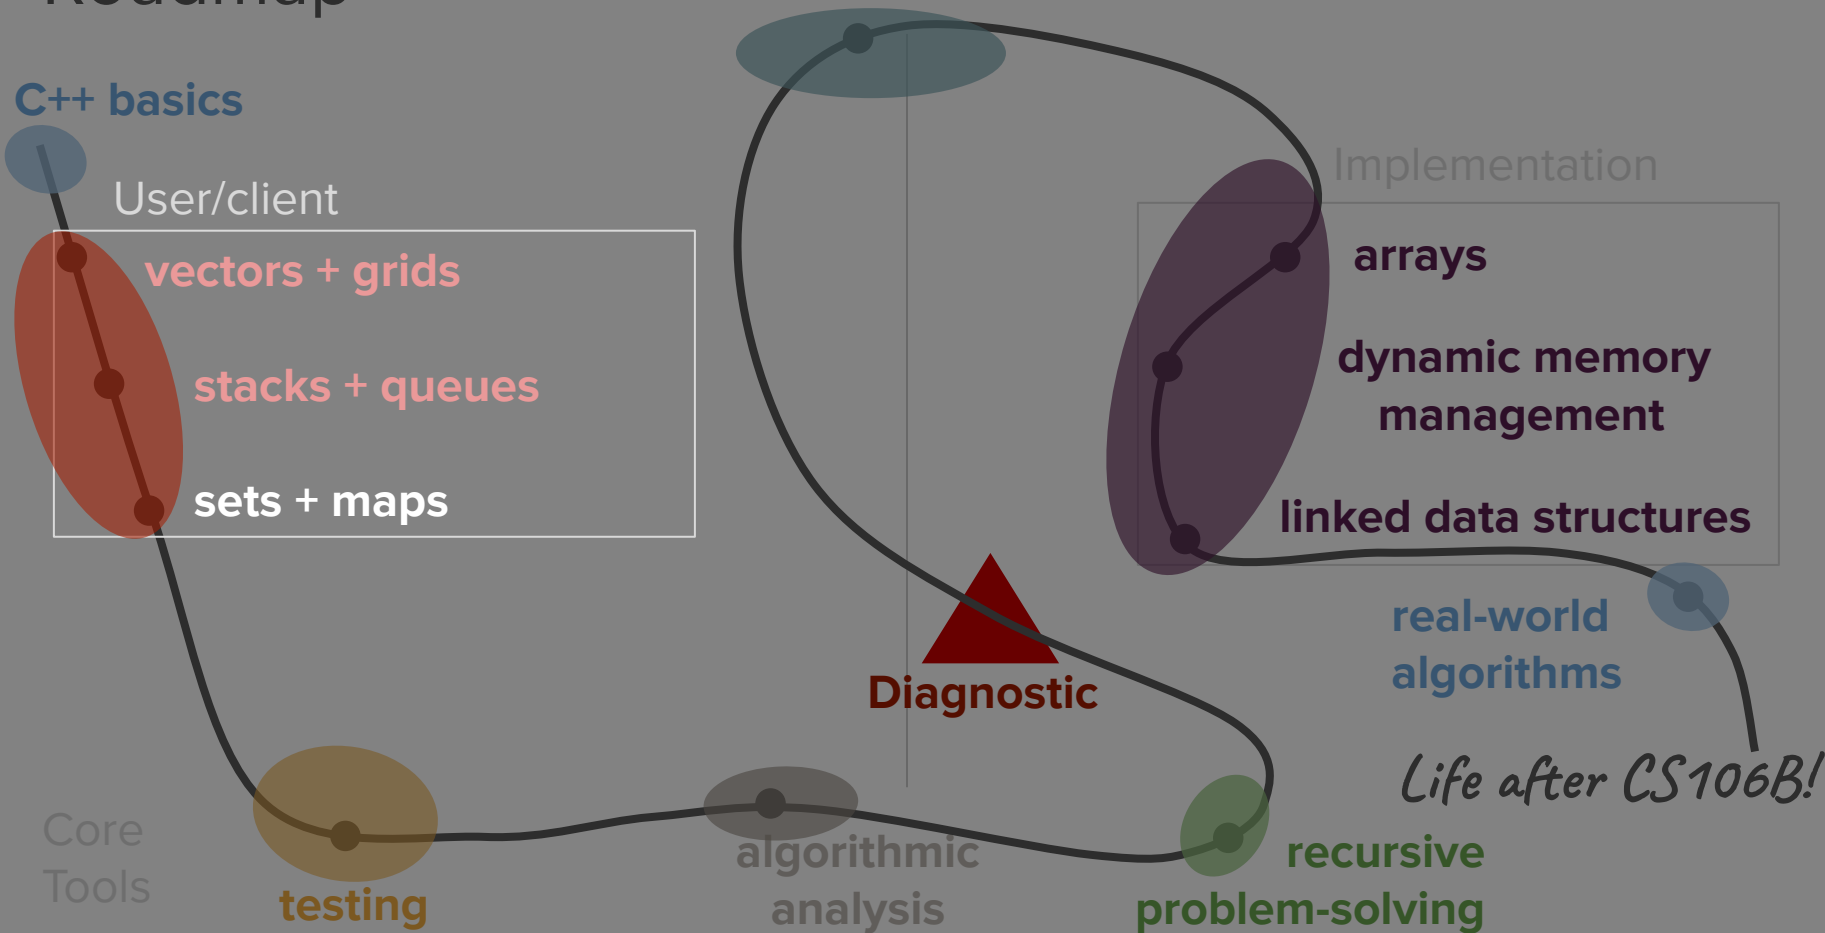 Roadmap
C++ basics
User/client
vectors + grids
stacks + queues
sets + maps
Core
Tools
testing
algorithmic
analysis
recursive
problem-solving
Diagnostic
Implementation
arrays
dynamic memory
management
linked data structures
real-world
algorithms
Life after CS106B!